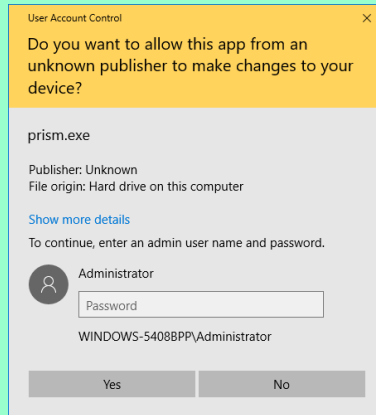 User Account Control
Do you want to allow this app from an
unknown publisher to make changes to your
device?
prism.exe
Publisher: Unknown
File origin: Hard drive on this computer
Show more details
To continue, enter an admin user name and password.
Administrator
Password
WINDOWS-5408BPP\Administrator
Yes
No